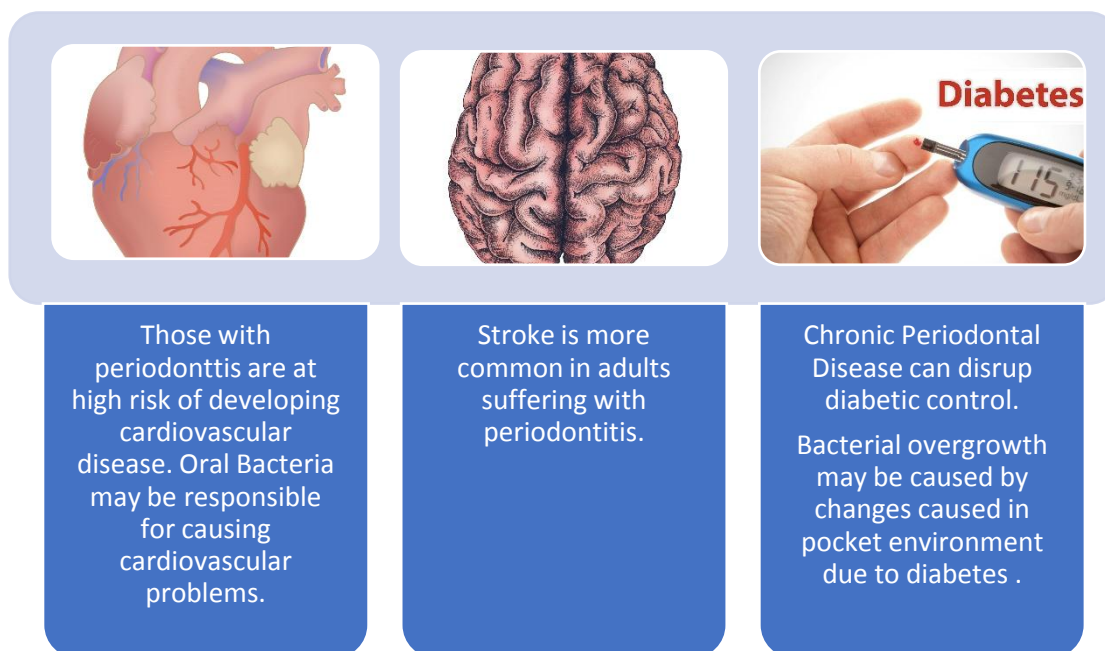 Diabetes
115
Those with
periodonttis are at
high risk of developing
cardiovascular
disease. Oral Bacteria
may be responsible
for causing
cardiovascular
problems.
Stroke is more
common in adults
suffering with
periodontitis.
Chronic Periodontal
Disease can disrup
diabetic control.
Bacterial overgrowth
may be caused by
changes caused in
pocket environment
due to diabetes .